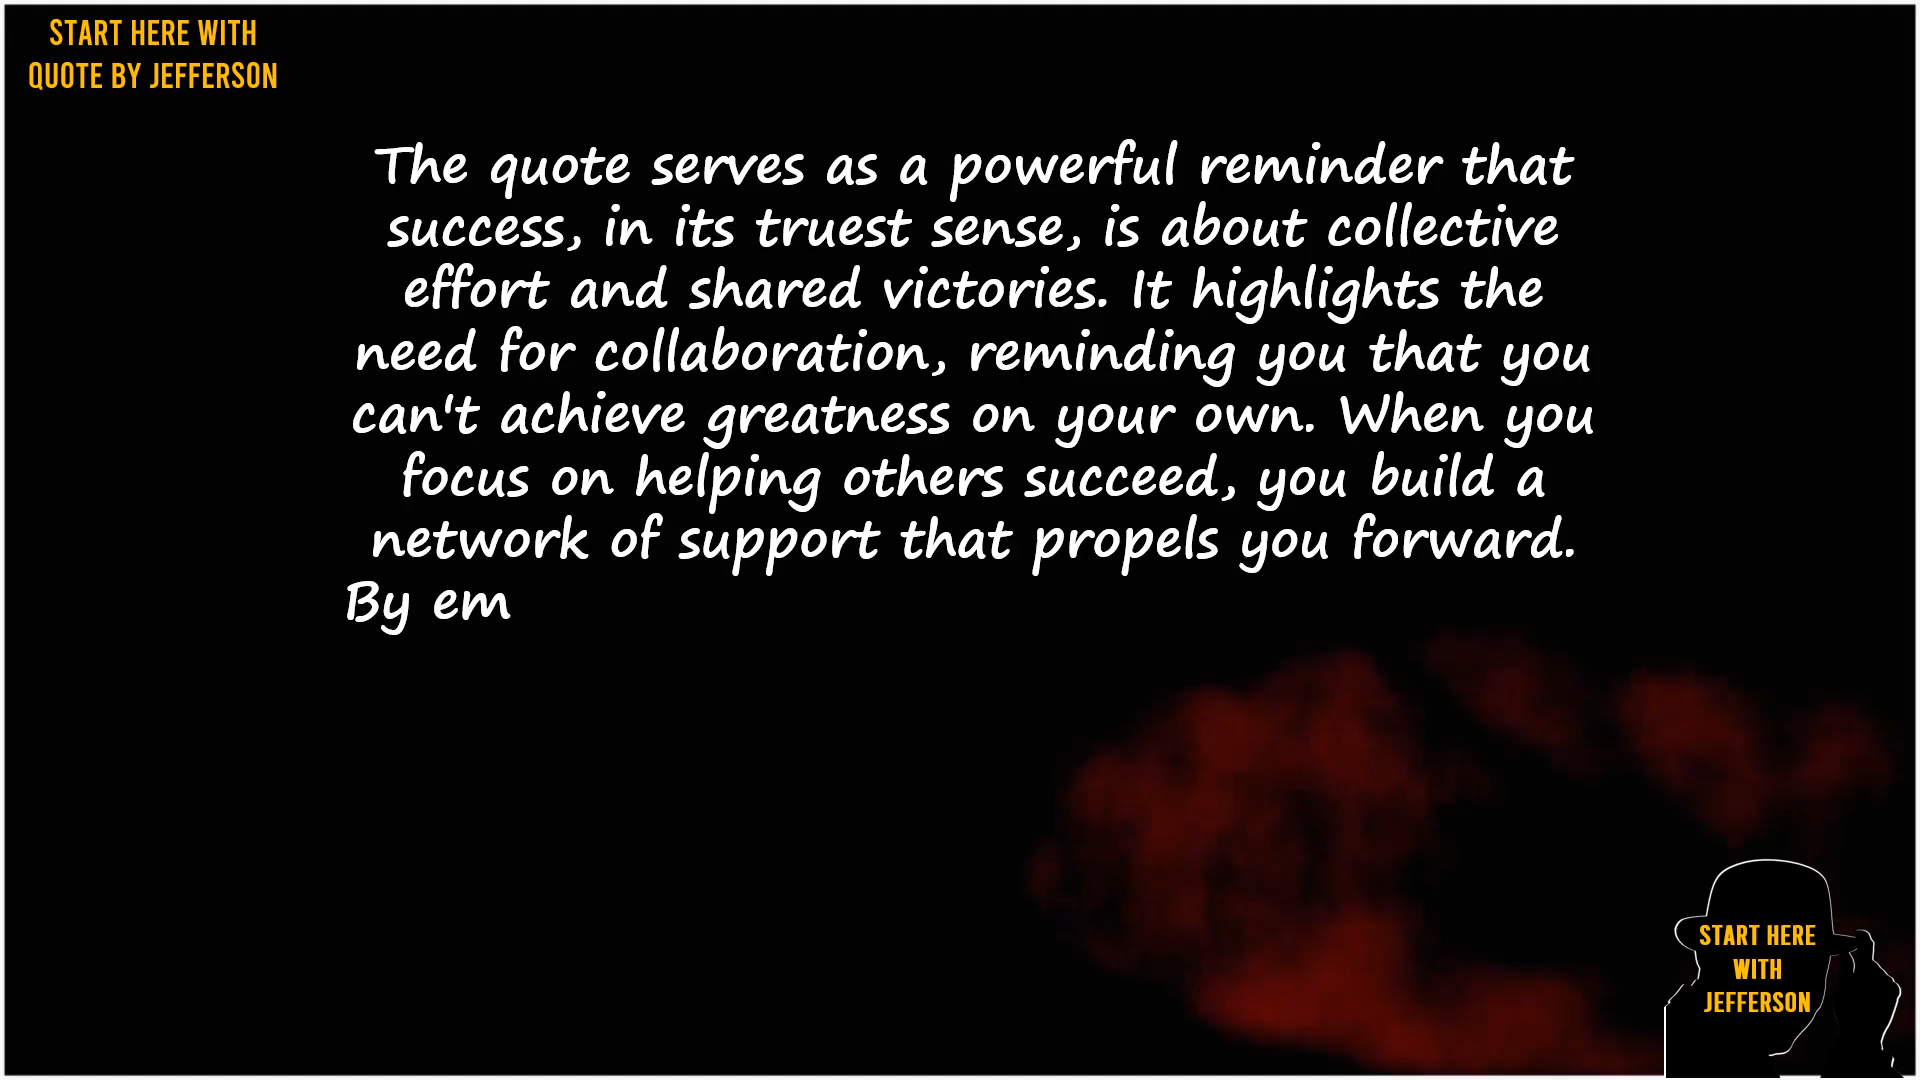 START HERE WITH
QUOTE BY JEFFERSON
The quote serves as a powerful reminder that
success, in its truest sense, is about collective
effort and shared victories. It highlights the
need for collaboration, reminding you that you
can't achieve greatness on your own. When you
focus on helping others succeed, you build a
network of support that propels you forward.
By em
START HERE
WITH
JEFFERSON